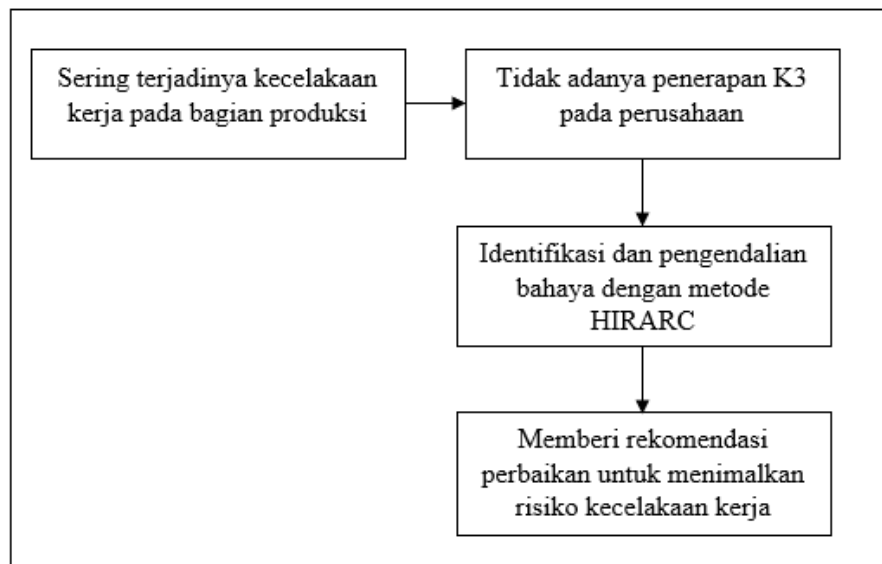 Sering terjadinya kecelakaan
kerja pada bagian produksi
Tidak adanya penerapan K3
pada perusahaan
Identifikasi dan pengendalian
bahaya dengan metode
HIRARC
Memberi rekomendasi
perbaikan untuk menimalkan
risiko kecelakaan kerja